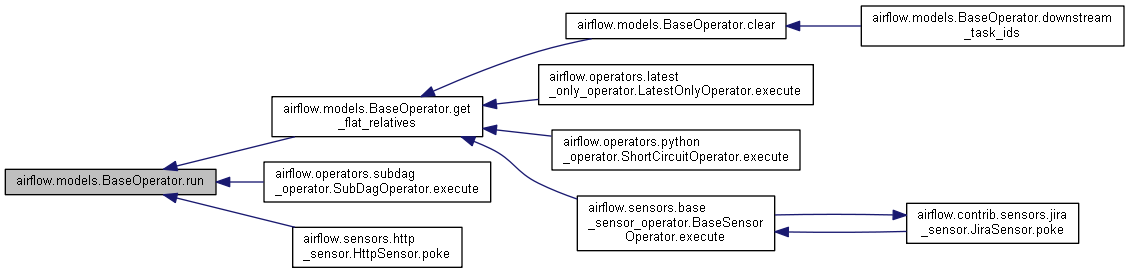 airflow.models.BaseOperator.run
airflow.models.BaseOperator.get
_flat_relatives
airflow.operators.subdag
_operator.SubDagOperator.execute
airflow.sensors.http
_sensor.HttpSensor.poke
airflow.models.BaseOperator.clear
airflow.operators.latest
_only_operator.LatestOnlyOperator.execute
airflow.operators.python
_operator.ShortCircuitOperator.execute
airflow.sensors.base
_sensor_operator.BaseSensor
Operator.execute
airflow.models.BaseOperator.downstream
_task_ids
airflow.contrib.sensors.jira
_sensor.JiraSensor.poke